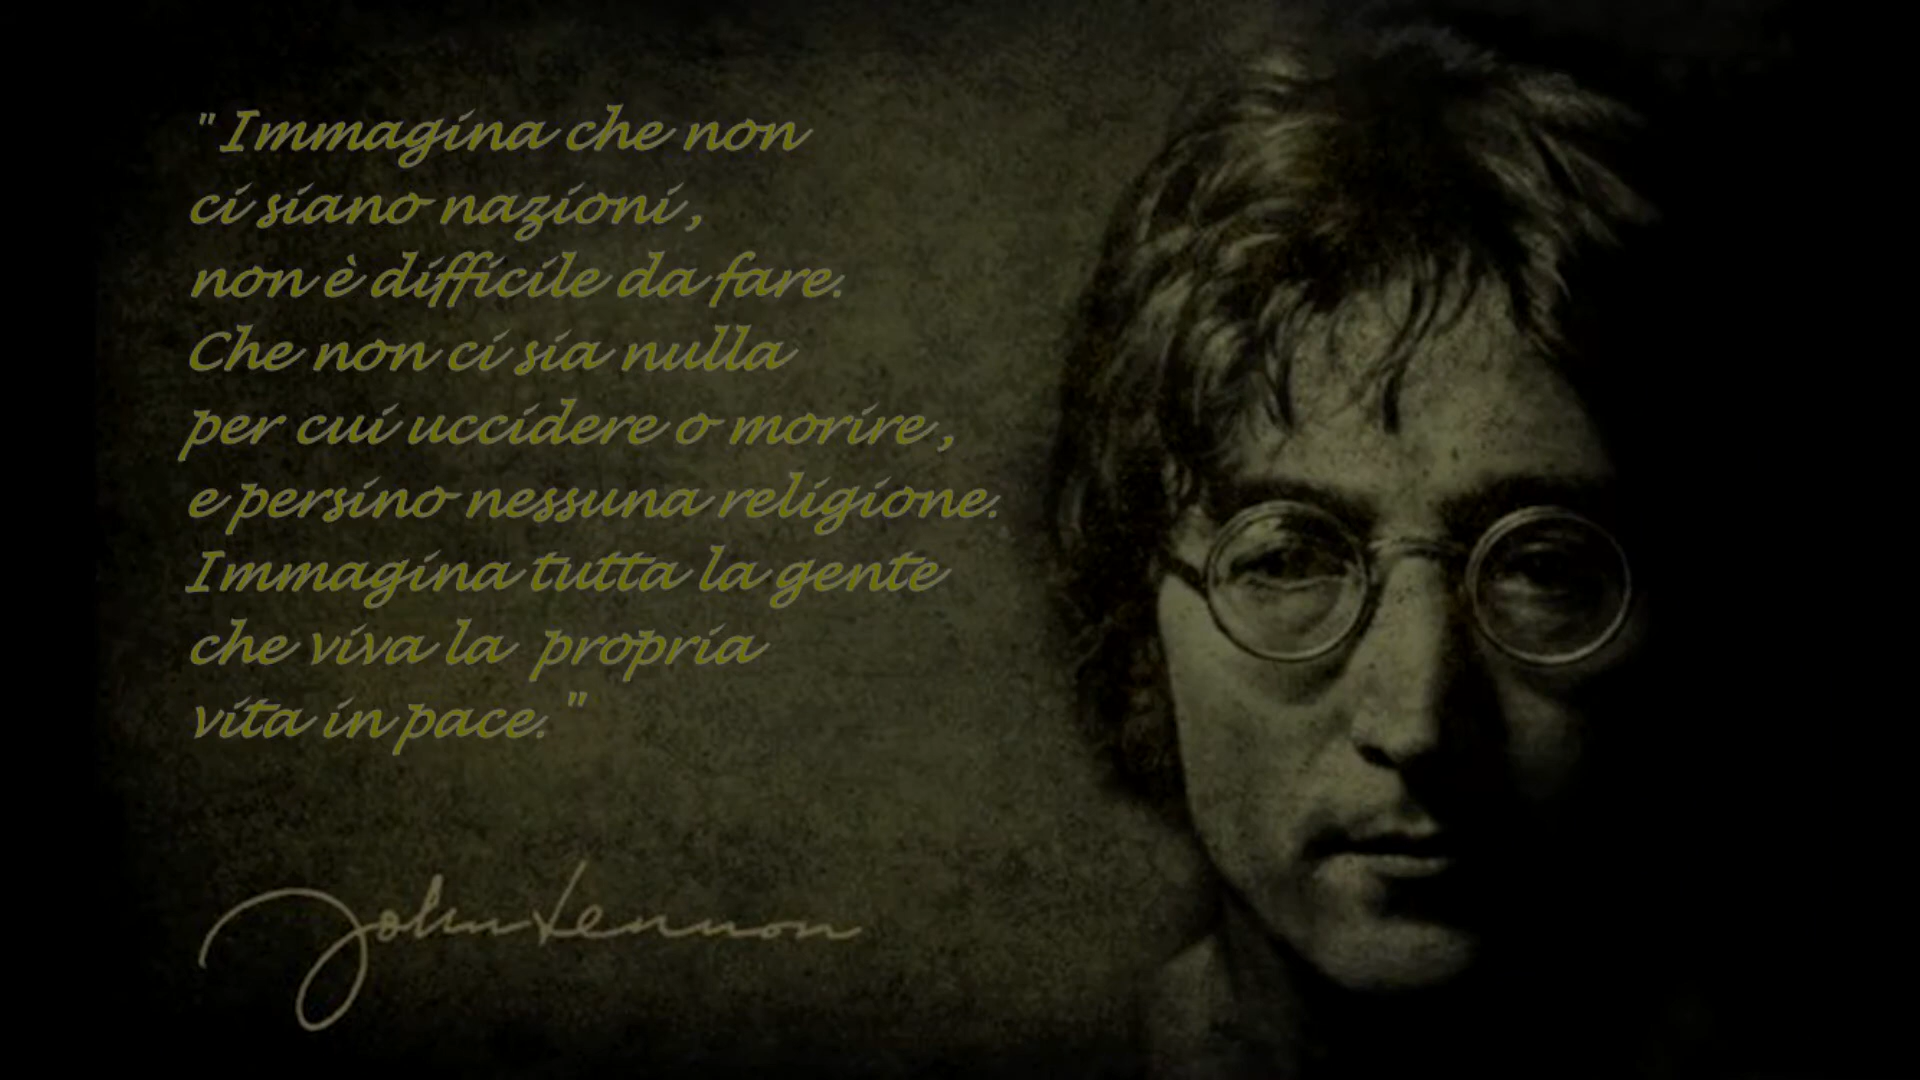 "Immagina che non
ci siano nazioni,
non è difficile da fare.
Che non ci sia nulla
per cui uccidere o morire,
e persino nessuna religione.
Immagina tutta la gente
che viva la propria
vita in pace."
John Lennon